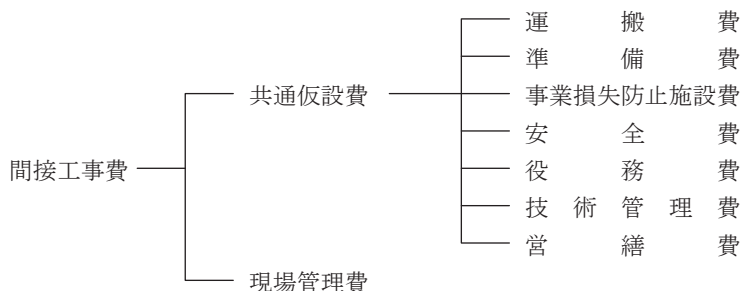 運搬費
準備費
共通仮設費
事業損失防止施設費
安全費
間接工事費
役務費
技術管理費
営繕費
現場管理費